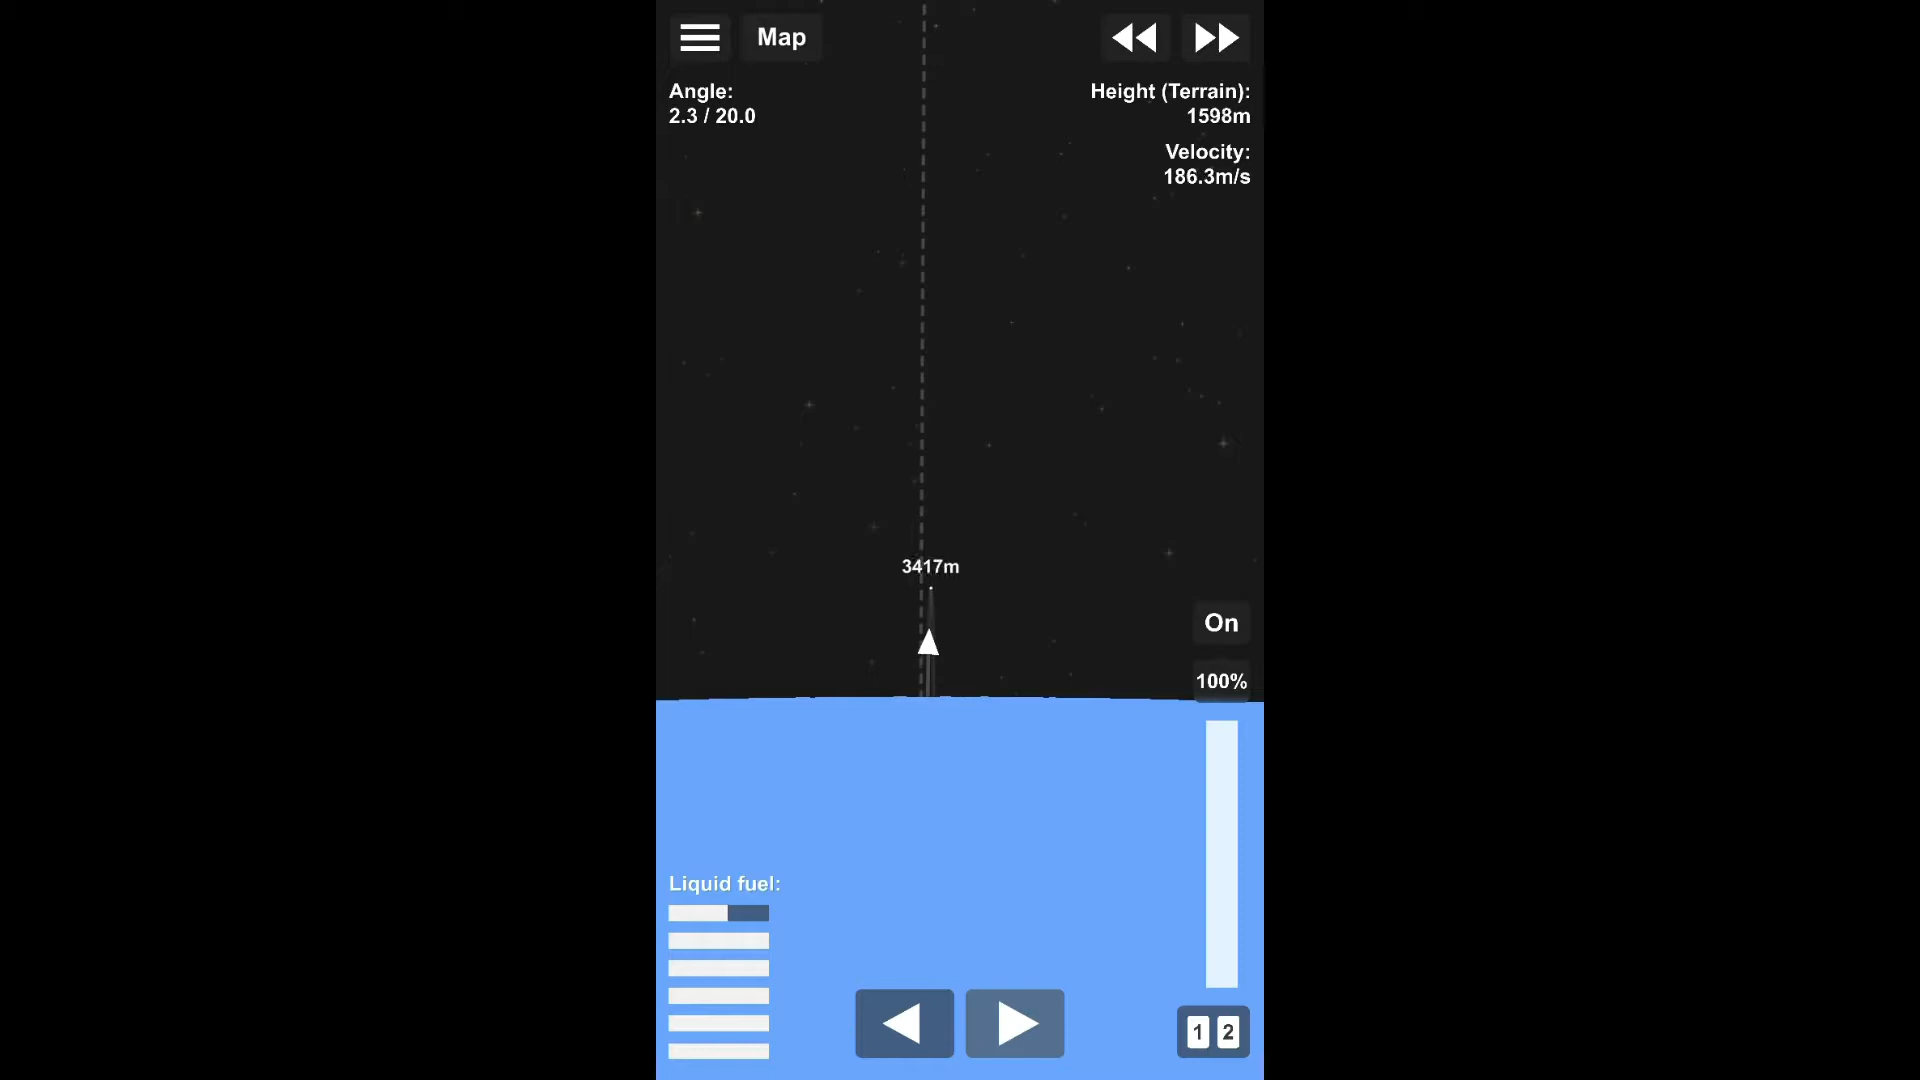 Map
Angle:
2.3 / 20.0
Height (Terrain):
1598m
Velocity:
186.3m/s
3417m
On
100%
Liquid fuel:
1 2